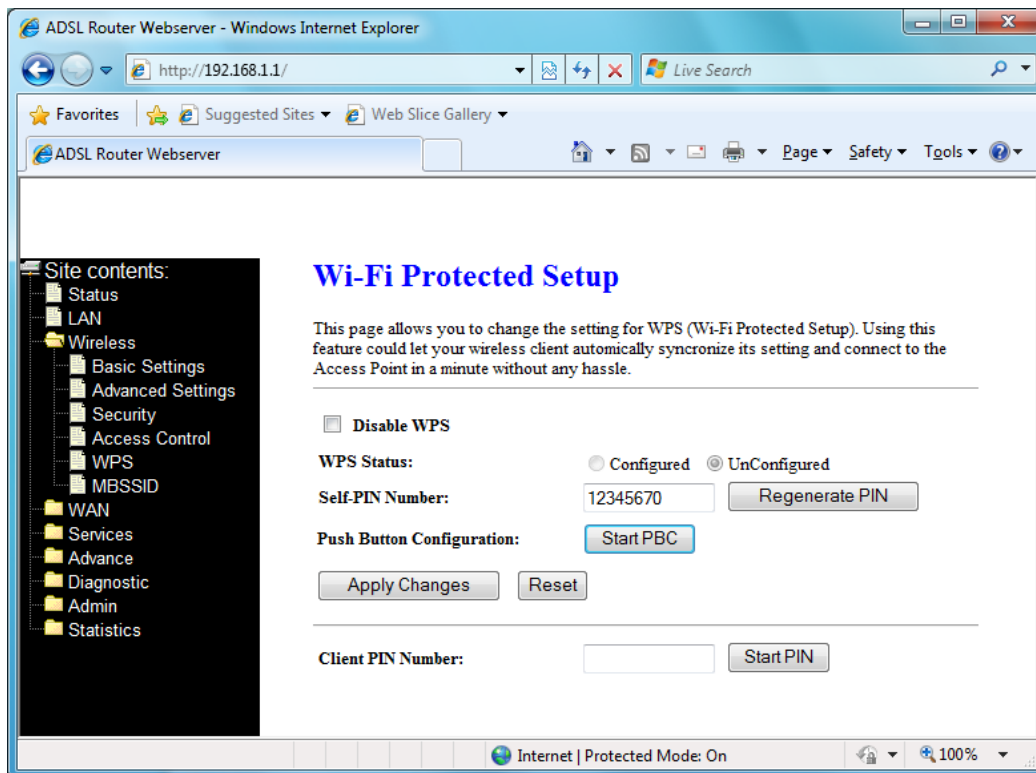 ADSL Router Webserver - Windows Internet Explorer
http://192.168.1.1/
Live Search
Favorites
Suggested Sites
Web Slice Gallery
ADSL Router Webserver
Page
Safety
Tools
Site contents:
Status
LAN
Wireless
Basic Settings
Advanced Settings
Security
Access Control
WPS
MBSSID
WAN
Services
Advance
Diagnostic
Admin
Statistics
Wi-Fi Protected Setup
This page allows you to change the setting for WPS (Wi-Fi Protected Setup). Using this
feature could let your wireless client automically syncronize its setting and connect to the
Access Point in a minute without any hassle.
Disable WPS
WPS Status: Configured UnConfigured
Self-PIN Number: 12345670 Regenerate PIN
Push Button Configuration: Start PBC
Apply Changes Reset
Client PIN Number: Start PIN
Internet | Protected Mode: On
100%